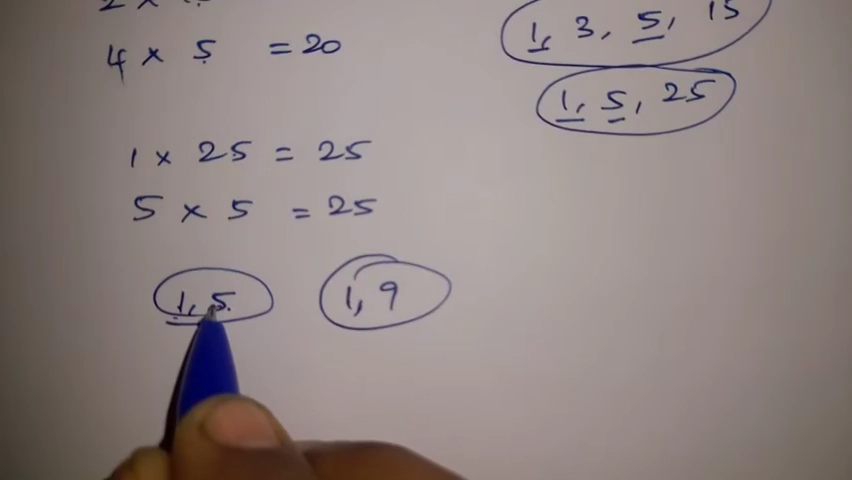 2 ×
4 × 5 = 20
1, 3, 5, 15
1, 5, 25
1 × 25 = 25
5 × 5 = 25
1, 5 1, 9